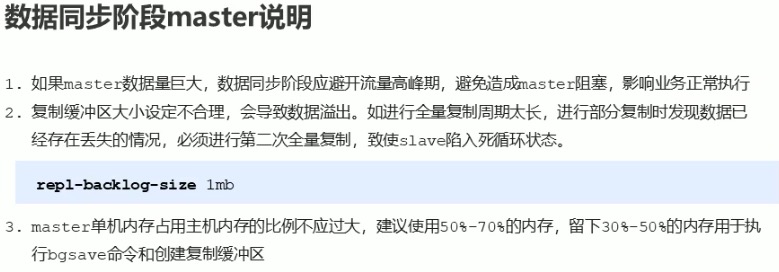 数据同步阶段master说明
1. 如果master数据量巨大，数据同步阶段应避开流量高峰期，避免造成master阻塞，影响业务正常执行
2. 复制缓冲区大小设定不合理，会导致数据溢出。如进行全量复制周期太长，进行部分复制时发现数据已
经存在丢失的情况，必须进行第二次全量复制，致使slave陷入死循环状态。
repl-backlog-size 1mb
3. master单机内存占用主机内存的比例不应过大，建议使用50%-70%的内存，留下30%-50%的内存用于执
行bgsave命令和创建复制缓冲区